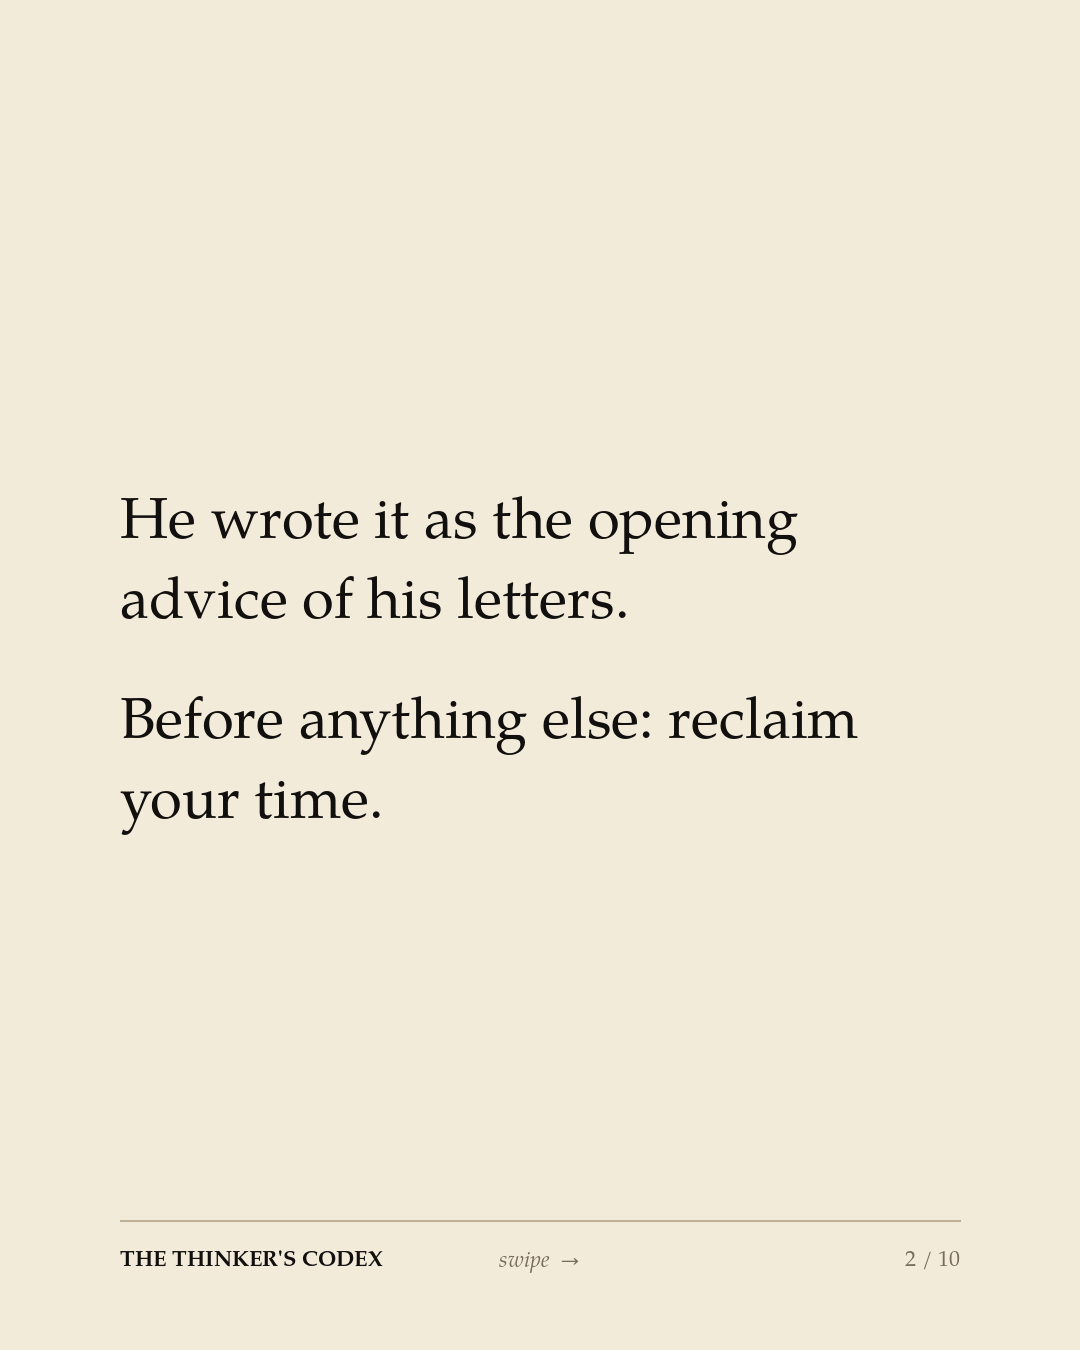 He wrote it as the opening
advice of his letters.
Before anything else: reclaim
your time.
THE THINKER'S CODEX
swipe →
2 / 10